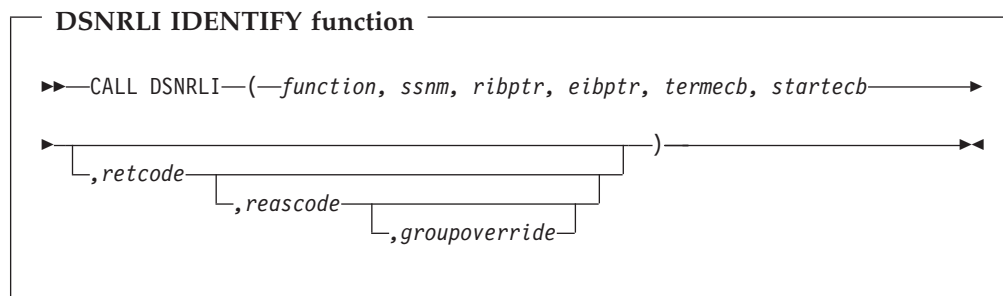 DSNRLI IDENTIFY function
CALL DSNRLI ( function, ssnm, ribptr, eibptr, termecb, startecb
)
,retcode
,reascode
,groupoverride